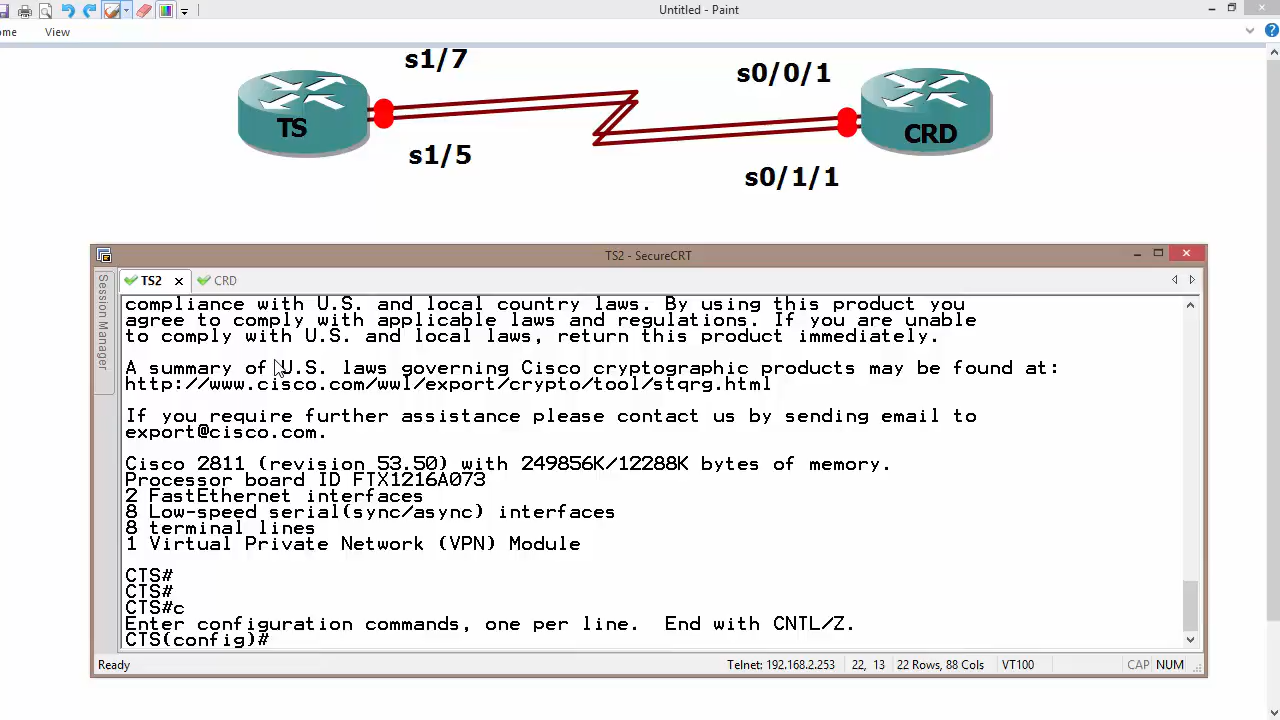 Untitled - Paint
ome View
s1/7
s0/0/1
TS
CRD
s1/5
s0/1/1
TS2 - SecureCRT
TS2 CRD
Session Manager
compliance with U.S. and local country laws. By using this product you
agree to comply with applicable laws and regulations. If you are unable
to comply with U.S. and local laws, return this product immediately.
A summary of U.S. laws governing Cisco cryptographic products may be found at:
http://www.cisco.com/wwl/export/crypto/tool/stqrg.html
If you require further assistance please contact us by sending email to
export@cisco.com.
Cisco 2811 (revision 53.50) with 249856K/12288K bytes of memory.
Processor board ID FTX1216A073
2 FastEthernet interfaces
8 Low-speed serial(sync/async) interfaces
8 terminal lines
1 Virtual Private Network (VPN) Module
CTS#
CTS#
CTS#c
Enter configuration commands, one per line.  End with CNTL/Z.
CTS(config)#
Ready Telnet: 192.168.2.253 22, 13 22 Rows, 88 Cols VT100 CAP NUM